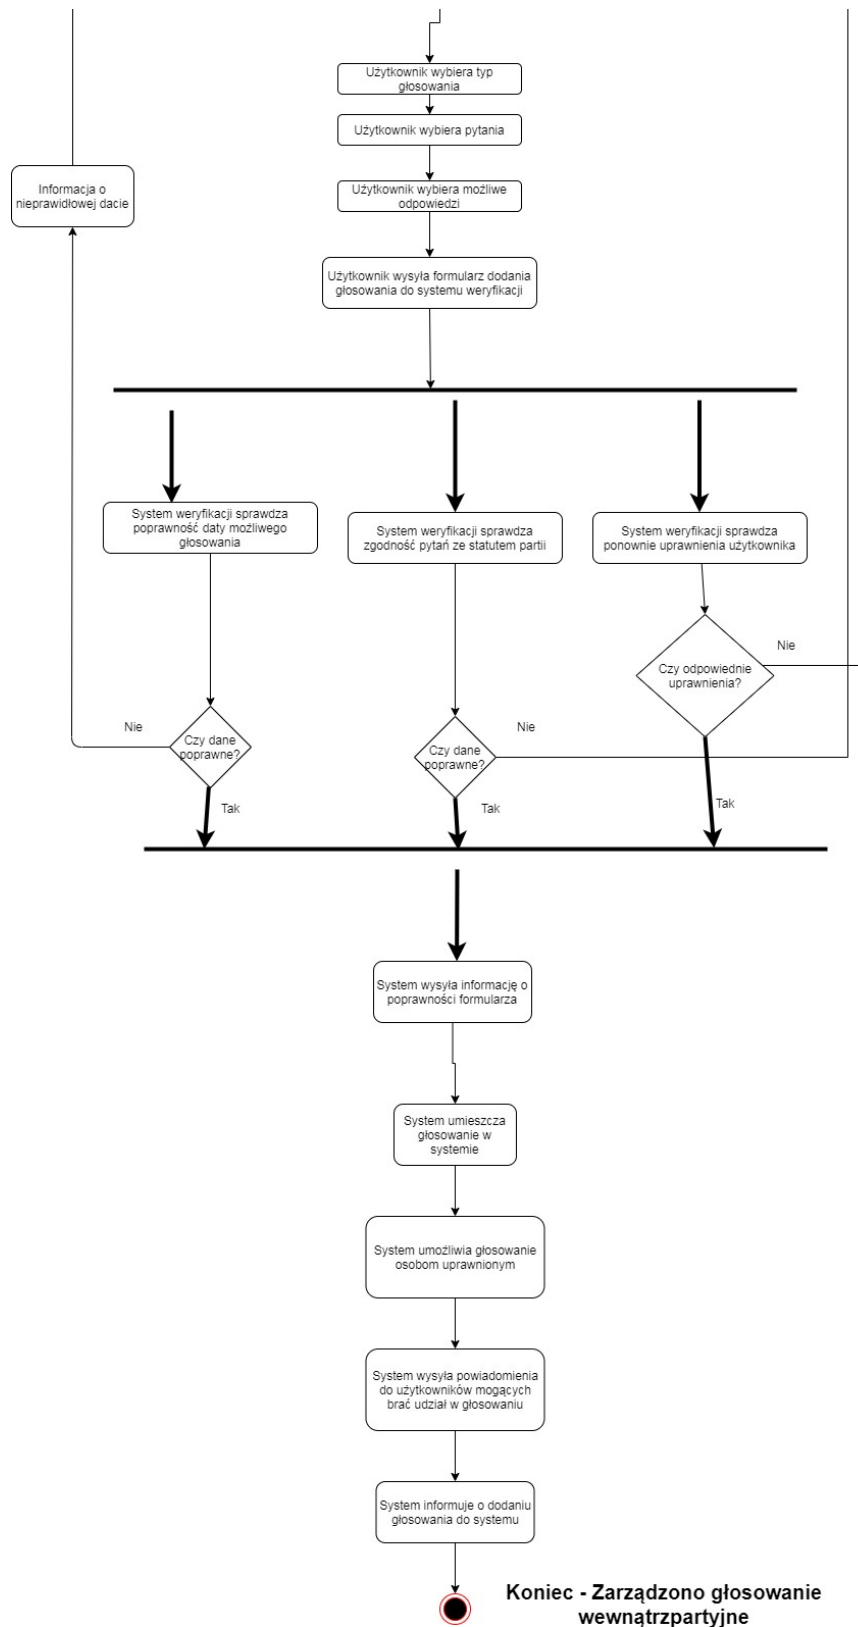 Użytkownik wybiera typ
głosowania
Użytkownik wybiera pytania
Informacja o
nieprawidłowej dacie
Użytkownik wybiera możliwe
odpowiedzi
Użytkownik wysyła formularz dodania
głosowania do systemu weryfikacji
System weryfikacji sprawdza
poprawność daty możliwego
głosowania
System weryfikacji sprawdza
zgodność pytań ze statutem partii
System weryfikacji sprawdza
ponownie uprawnienia użytkownika
Nie
Czy odpowiednie
uprawnienia?
Nie
Czy dane
poprawne?
Nie
Czy dane
poprawne?
Tak
Tak
Tak
System wysyła informację o
poprawności formularza
System umieszcza
głosowanie w
systemie
System umożliwia głosowanie
osobom uprawnionym
System wysyła powiadomienia
do użytkowników mogących
brać udział w głosowaniu
System informuje o dodaniu
głosowania do systemu
Koniec - Zarządzono głosowanie
wewnątrzpartyjne